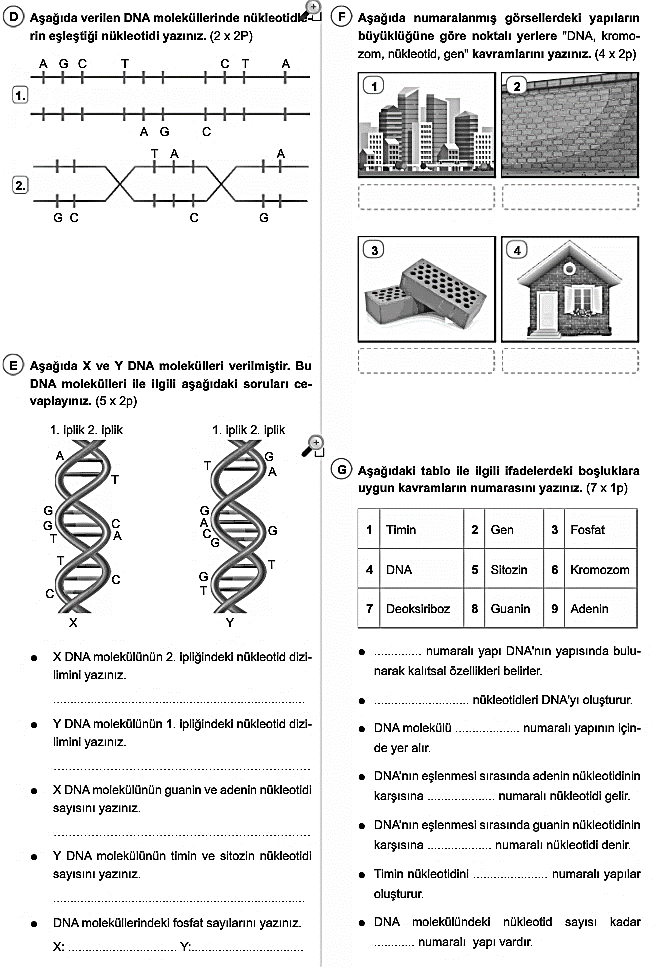 D Aşağıda verilen DNA moleküllerinde nükleotidle-
rin eşleştiği nükleotidi yazınız. (2 x 2P)
A G C T C T A
1.
A G C
T A A
2.
G C C G
E Aşağıda X ve Y DNA molekülleri verilmiştir. Bu
DNA molekülleri ile ilgili aşağıdaki soruları ce-
vaplayınız. (5 x 2p)
1. iplik 2. iplik 1. iplik 2. iplik
A T G
T A
G C G
G A A G
T C
G
T T
C C G
T
X Y
● X DNA molekülünün 2. ipliğindeki nükleotid dizi-
limini yazınız.
● Y DNA molekülünün 1. ipliğindeki nükleotid dizi-
limini yazınız.
● X DNA molekülünün guanin ve adenin nükleotidi
sayısını yazınız.
● Y DNA molekülünün timin ve sitozin nükleotidi
sayısını yazınız.
● DNA moleküllerindeki fosfat sayılarını yazınız.
X: .............................. Y:..............................
F Aşağıda numaralanmış görsellerdeki yapıların
büyüklüğüne göre noktalı yerlere "DNA, kromo-
zom, nükleotid, gen" kavramlarını yazınız. (4 x 2p)
1 2
3 4
G Aşağıdaki tablo ile ilgili ifadelerdeki boşluklara
uygun kavramların numarasını yazınız. (7 x 1p)
1 Timin 2 Gen 3 Fosfat
4 DNA 5 Sitozin 6 Kromozom
7 Deoksiriboz 8 Guanin 9 Adenin
● ............. numaralı yapı DNA'nın yapısında bulu-
narak kalıtsal özellikleri belirler.
● .......................... nükleotidleri DNA'yı oluşturur.
● DNA molekülü .................. numaralı yapının için-
de yer alır.
● DNA'nın eşlenmesi sırasında adenin nükleotidinin
karşısına ................... numaralı nükleotidi gelir.
● DNA'nın eşlenmesi sırasında guanin nükleotidinin
karşısına ................... numaralı nükleotidi denir.
● Timin nükleotidini .................... numaralı yapılar
oluşturur.
● DNA molekülündeki nükleotid sayısı kadar
........... numaralı yapı vardır.